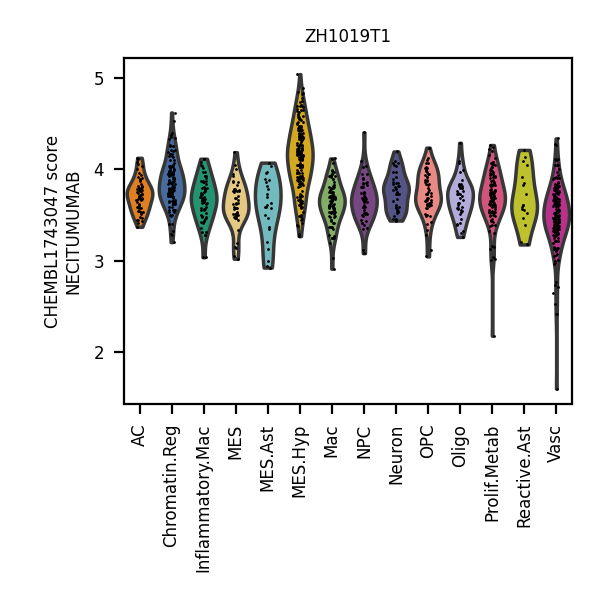 ZH1019T1
CHEMBL1743047 score
NECITUMUMAB
5
4
3
2
AC
Chromatin.Reg
Inflammatory.Mac
MES
MES.Ast
MES.Hyp
Mac
NPC
Neuron
OPC
Oligo
Prolif.Metab
Reactive.Ast
Vasc